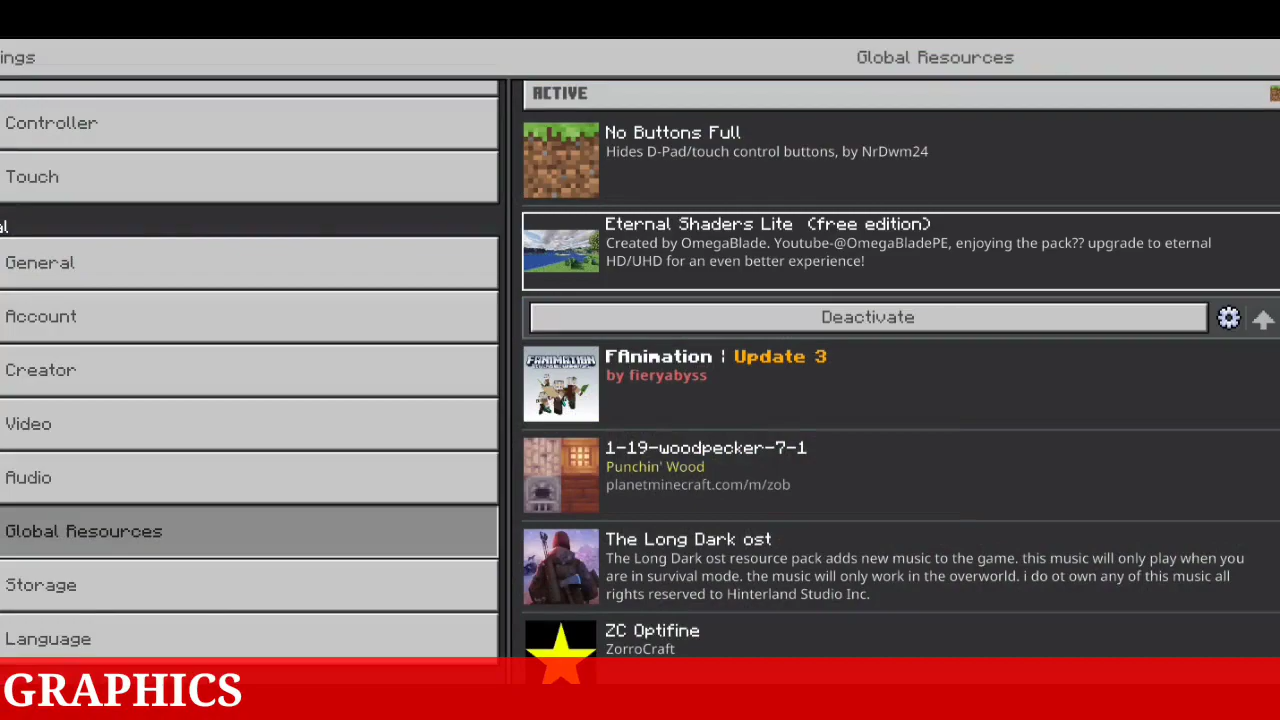 ings
Global Resources
Controller
Touch
al
General
Account
Creator
Video
Audio
Global Resources
Storage
Language
ACTIVE
No Buttons Full
Hides D-Pad/touch control buttons, by NrDwm24
Eternal Shaders Lite (free edition)
Created by OmegaBlade. Youtube-@OmegaBladePE, enjoying the pack?? upgrade to eternal
HD/UHD for an even better experience!
Deactivate
FANIMATION
FAnimation | Update 3
by fieryabyss
1-19-woodpecker-7-1
Punchin' Wood
planetminecraft.com/m/zob
The Long Dark ost
The Long Dark ost resource pack adds new music to the game. this music will only play when you
are in survival mode. the music will only work in the overworld. i do ot own any of this music all
rights reserved to Hinterland Studio Inc.
ZC Optifine
ZorroCraft
GRAPHICS